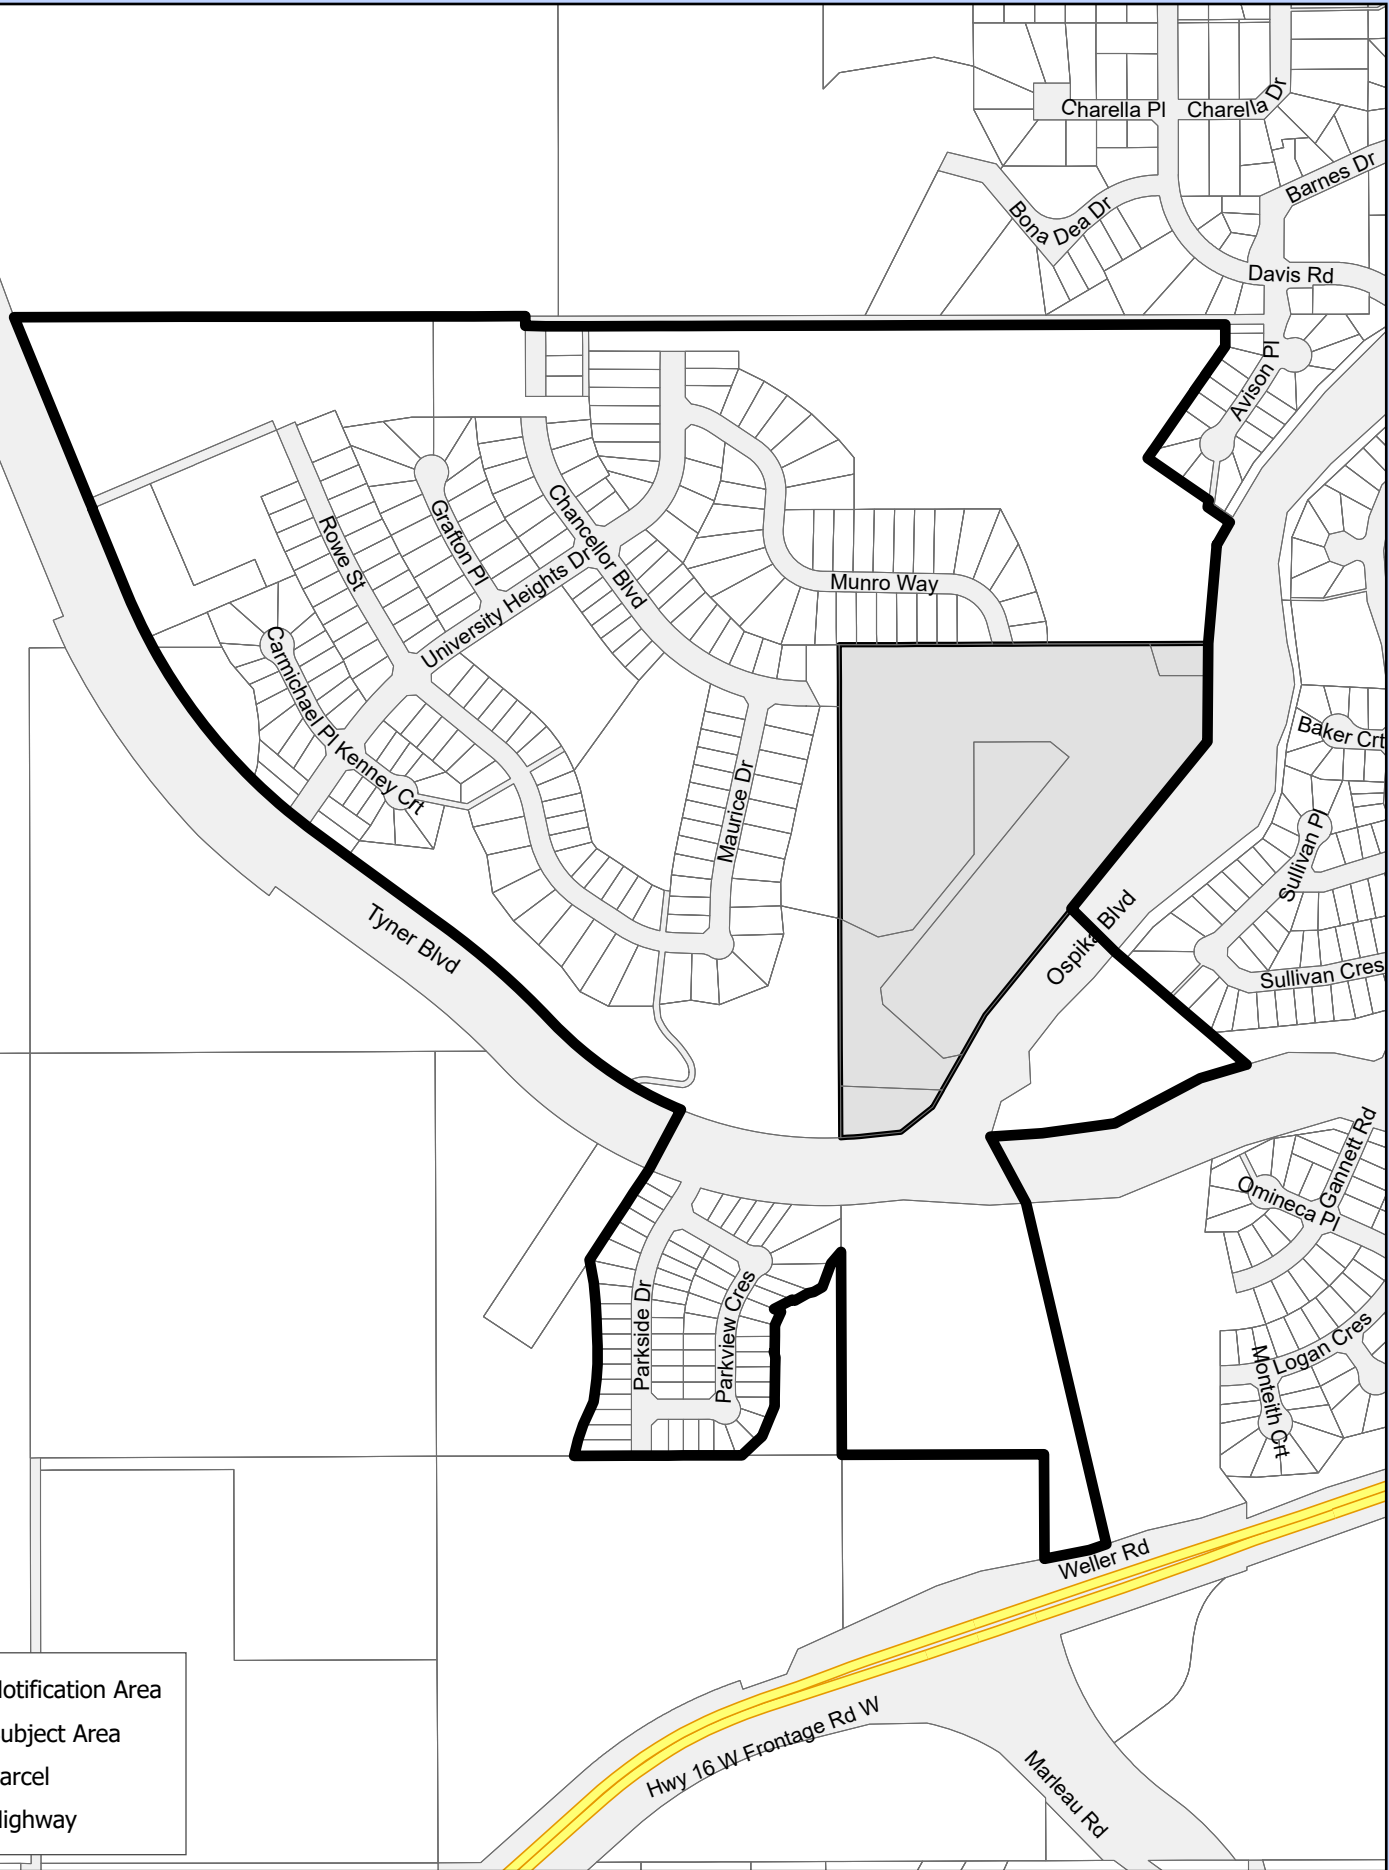 Charella Pl
Charella Dr
Barnes Dr
Bona Dea Dr
Davis Rd
Avison Pl
Chancellor Blvd
Grafton Pl
Rowe St
Munro Way
University Heights Dr
Carmichael Pl
Kenney Crt
Baker Crt
Maurice Dr
Sullivan Pl
Tyner Blvd
Ospika Blvd
Sullivan Cres
Gannett Rd
Omineca Pl
Parkside Dr
Parkview Cres
Logan Cres
Monteith Crt
Weller Rd
otification Area
ubject Area
arcel
ighway
Hwy 16 W Frontage Rd W
Marleau Rd